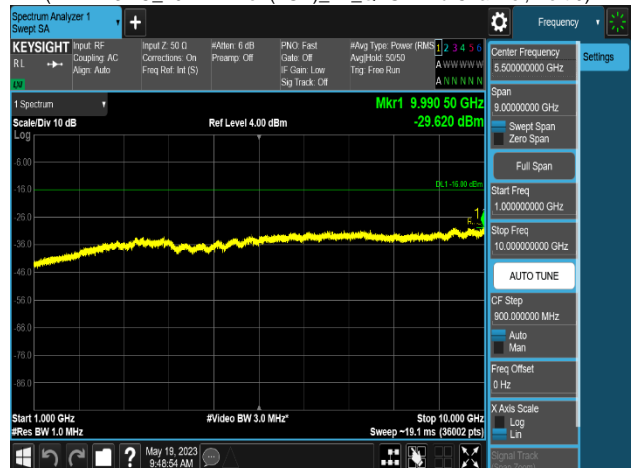 Spectrum Analyzer 1
Swept SA
Frequency
KEYSIGHT
RL
Input: RF
Coupling: AC
Align: Auto
Input Z: 50 Ω
Corrections: On
Freq Ref: Int (S)
#Atten: 6 dB
Preamp: Off
PNO: Fast
Gate: Off
IF Gain: Low
Sig Track: Off
#Avg Type: Power (RMS
Avg|Hold: 50/50
Trig: Free Run
1 2 3 4 5 6
A W W W W W
A N N N N N
1 Spectrum
Mkr1 9.990 50 GHz
-29.620 dBm
Scale/Div 10 dB
Ref Level 4.00 dBm
Log
-6.00
-16.0
DL1 -16.00 dBm
-26.0
1
-36.0
-46.0
-56.0
-66.0
-76.0
-86.0
Start 1.000 GHz
#Video BW 3.0 MHz*
Stop 10.000 GHz
#Res BW 1.0 MHz
Sweep ~19.1 ms (36002 pts)
May 19, 2023
9:48:54 AM
Center Frequency
5.500000000 GHz
Settings
Span
9.00000000 GHz
Swept Span
Zero Span
Full Span
Start Freq
1.000000000 GHz
Stop Freq
10.000000000 GHz
AUTO TUNE
CF Step
900.000000 MHz
Auto
Man
Freq Offset
0 Hz
X Axis Scale
Log
Lin
Signal Track